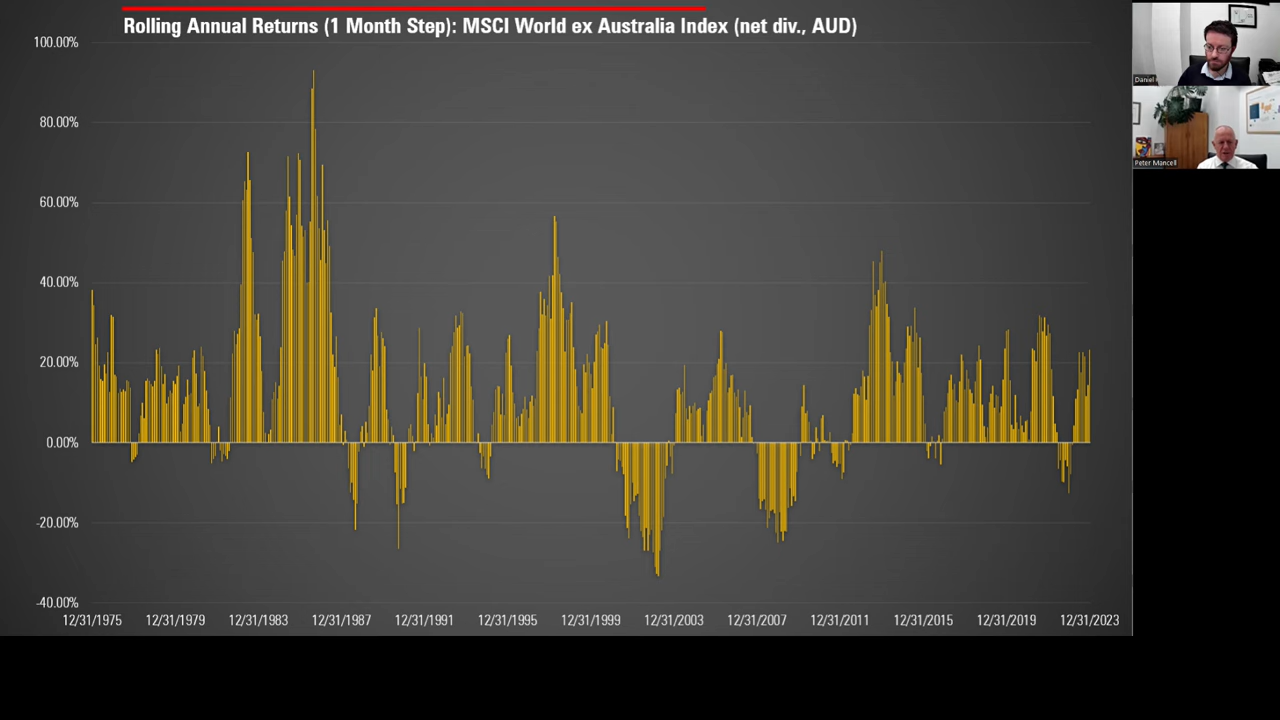 Rolling Annual Returns (1 Month Step): MSCI World ex Australia Index (net div., AUD)
100.00%
80.00%
60.00%
40.00%
20.00%
0.00%
-20.00%
-40.00%
12/31/1975 12/31/1979 12/31/1983 12/31/1987 12/31/1991 12/31/1995 12/31/1999 12/31/2003 12/31/2007 12/31/2011 12/31/2015 12/31/2019 12/31/2023
Daniel
Peter Mancell